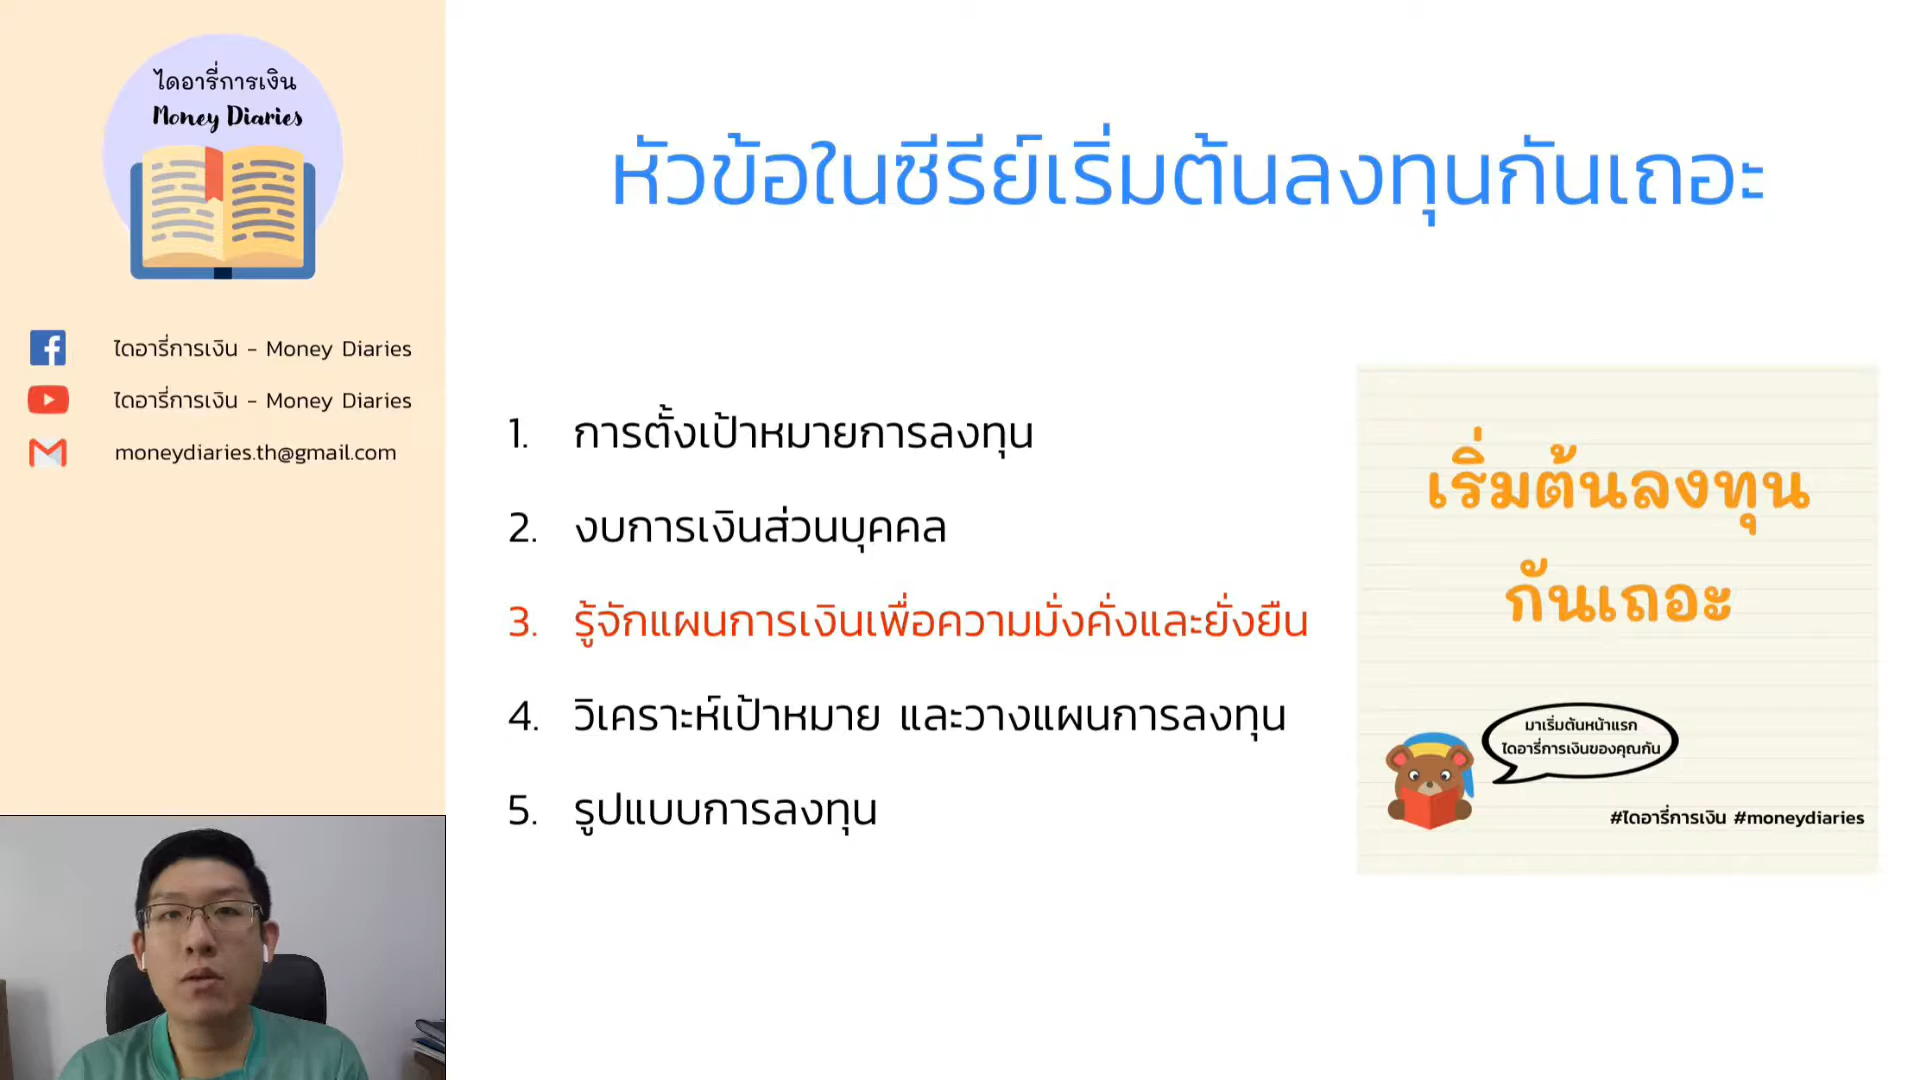 ไดอารี่การเงิน
Money Diaries
ไดอารี่การเงิน - Money Diaries
ไดอารี่การเงิน - Money Diaries
moneydiaries.th@gmail.com
หัวข้อในซีรีย์เริ่มต้นลงทุนกันเถอะ
1. การตั้งเป้าหมายการลงทุน
2. งบการเงินส่วนบุคคล
3. รู้จักแผนการเงินเพื่อความมั่งคั่งและยั่งยืน
4. วิเคราะห์เป้าหมาย และวางแผนการลงทุน
5. รูปแบบการลงทุน
เริ่มต้นลงทุน
กันเถอะ
มาเริ่มต้นหน้าแรก
ไดอารี่การเงินของคุณกัน
#ไดอารี่การเงิน #moneydiaries